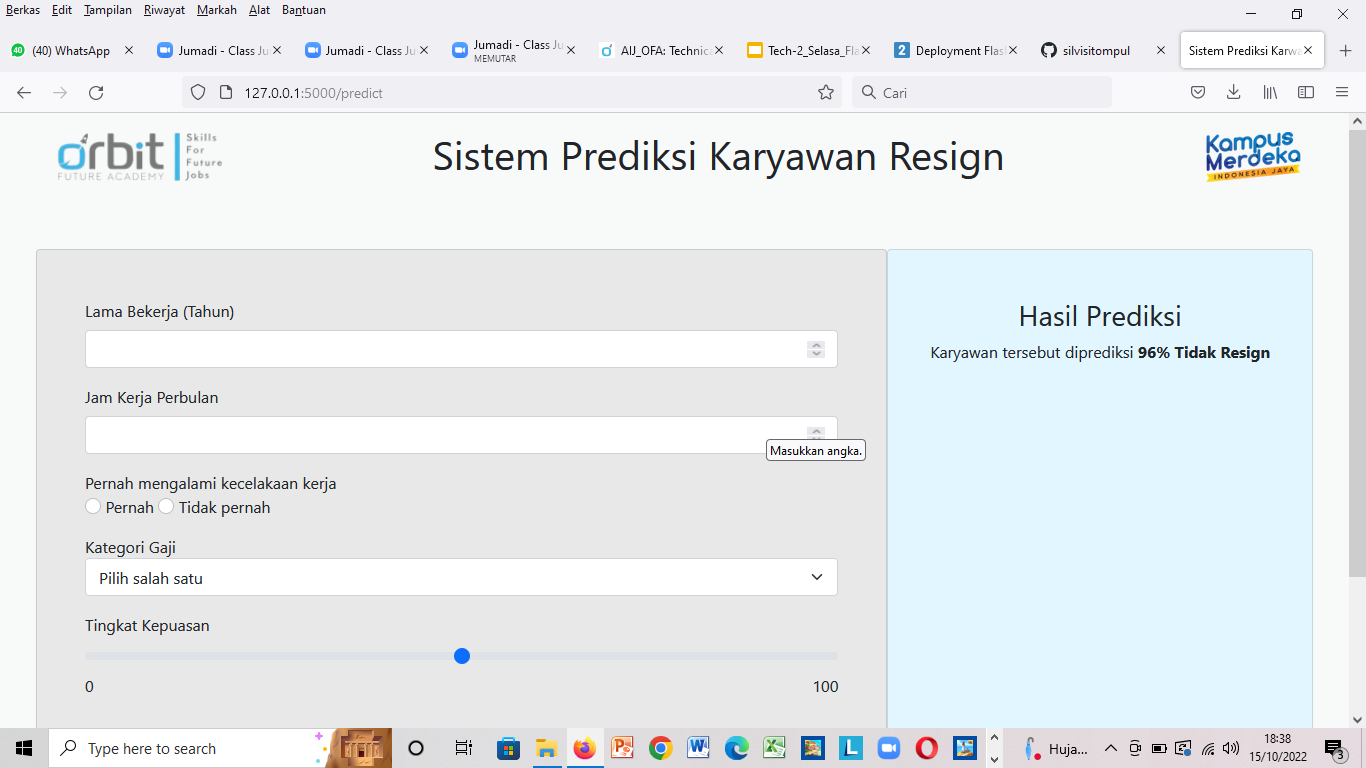 Berkas Edit Tampilan Riwayat Markah Alat Bantuan
40 (40) WhatsApp
Jumadi - Class Ju
Jumadi - Class Ju
Jumadi - Class Ju
MEMUTAR
AIJ_OFA: Technica
Tech-2_Selasa_Fla
2 Deployment Flas
silvisitompul
Sistem Prediksi Karwa
127.0.0.1:5000/predict
Cari
orbit
FUTURE ACADEMY
Skills
For
Future
Jobs
Sistem Prediksi Karyawan Resign
Kampus
Merdeka
INDONESIA JAYA
Lama Bekerja (Tahun)
Jam Kerja Perbulan
Masukkan angka.
Pernah mengalami kecelakaan kerja
Pernah Tidak pernah
Kategori Gaji
Pilih salah satu
Tingkat Kepuasan
0 100
Hasil Prediksi
Karyawan tersebut diprediksi 96% Tidak Resign
Type here to search
Huja...
18:38
15/10/2022
3